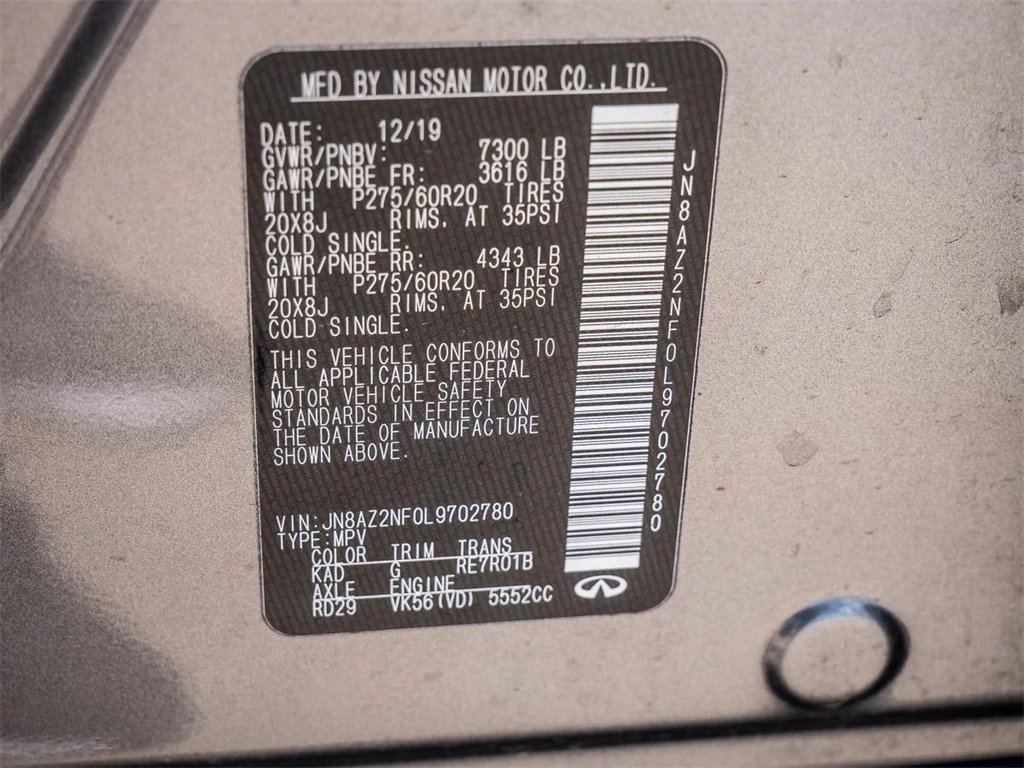 MFD BY NISSAN MOTOR CO.,LTD.
DATE: 12/19
GVWR/PNBV: 7300 LB
GAWR/PNBE FR: 3616 LB
WITH P275/60R20 TIRES
20X8J RIMS, AT 35PSI
COLD SINGLE.
GAWR/PNBE RR: 4343 LB
WITH P275/60R20 TIRES
20X8J RIMS, AT 35PSI
COLD SINGLE.
THIS VEHICLE CONFORMS TO
ALL APPLICABLE FEDERAL
MOTOR VEHICLE SAFETY
STANDARDS IN EFFECT ON
THE DATE OF MANUFACTURE
SHOWN ABOVE.
VIN:JN8AZ2NF0L9702780
TYPE:MPV
COLOR TRIM TRANS
KAD G RE7R01B
AXLE ENGINE
RD29 VK56(VD) 5552CC
JN8AZ2NF0L9702780